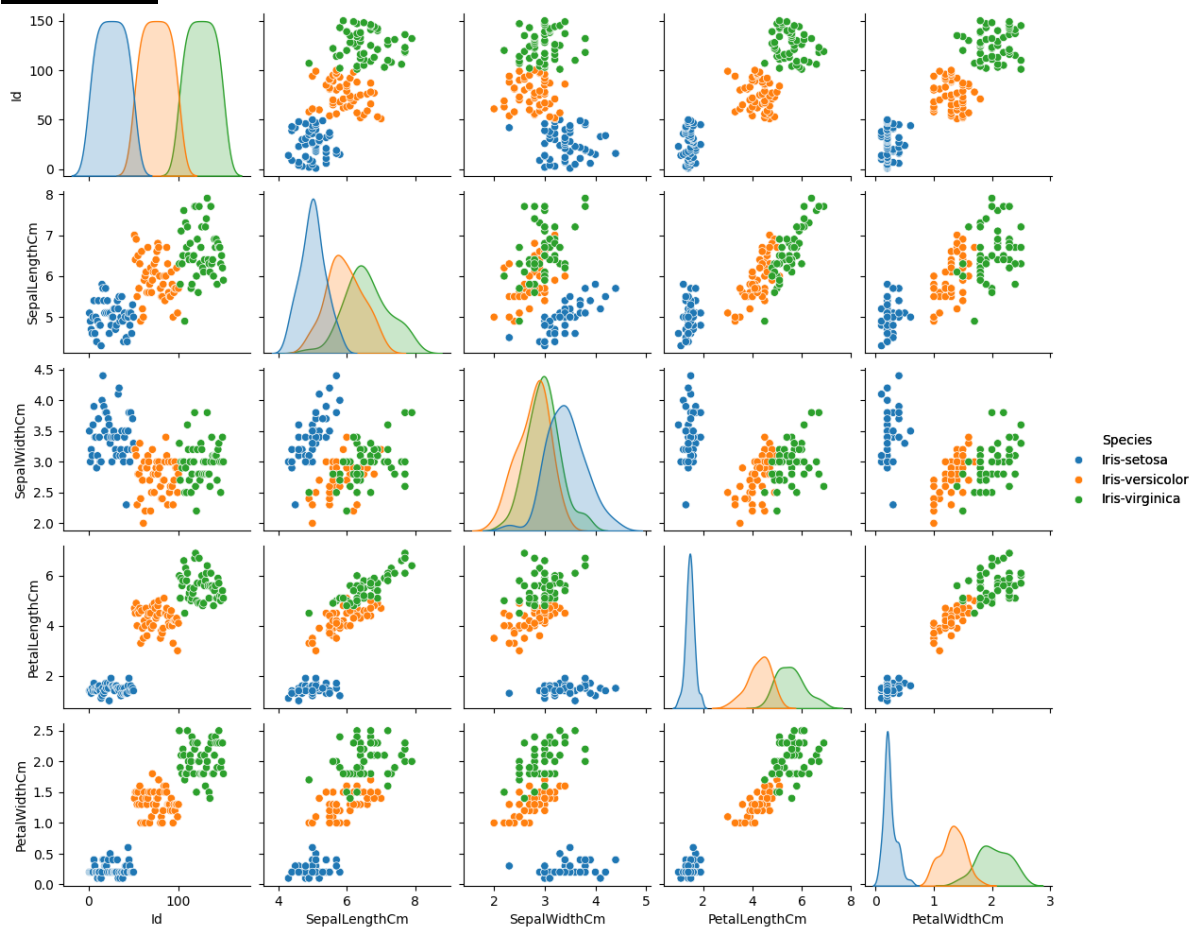 150
100
50
0
Id
8
7
6
5
SepalLengthCm
4.5
4.0
3.5
3.0
2.5
2.0
SepalWidthCm
Species
Iris-setosa
Iris-versicolor
Iris-virginica
6
4
2
PetalLengthCm
2.5
2.0
1.5
1.0
0.5
0.0
PetalWidthCm
0 100 4 6 8 2 3 4 5 2 4 6 8 0 1 2 3
Id SepalLengthCm SepalWidthCm PetalLengthCm PetalWidthCm